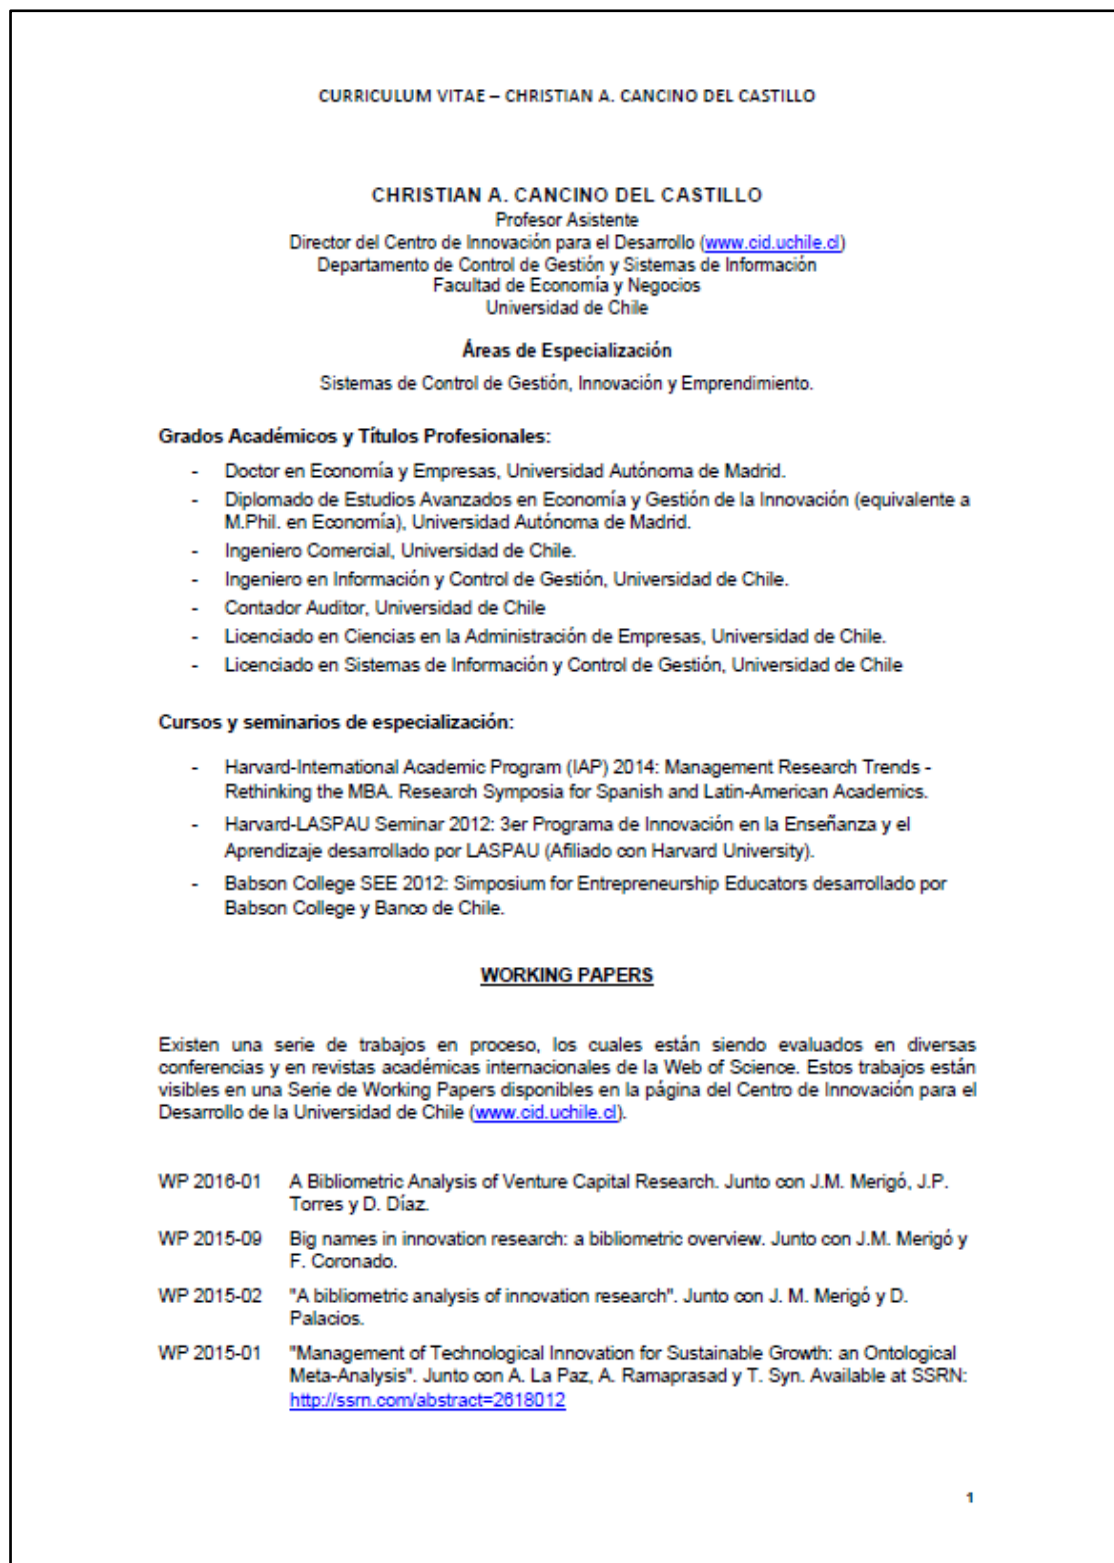 CURRICULUM VITAE – CHRISTIAN A. CANCINO DEL CASTILLO
CHRISTIAN A. CANCINO DEL CASTILLO
Profesor Asistente
Director del Centro de Innovación para el Desarrollo (www.cid.uchile.cl)
Departamento de Control de Gestión y Sistemas de Información
Facultad de Economía y Negocios
Universidad de Chile
Áreas de Especialización
Sistemas de Control de Gestión, Innovación y Emprendimiento.
Grados Académicos y Títulos Profesionales:
- Doctor en Economía y Empresas, Universidad Autónoma de Madrid.
- Diplomado de Estudios Avanzados en Economía y Gestión de la Innovación (equivalente a
M.Phil. en Economía), Universidad Autónoma de Madrid.
- Ingeniero Comercial, Universidad de Chile.
- Ingeniero en Información y Control de Gestión, Universidad de Chile.
- Contador Auditor, Universidad de Chile
- Licenciado en Ciencias en la Administración de Empresas, Universidad de Chile.
- Licenciado en Sistemas de Información y Control de Gestión, Universidad de Chile
Cursos y seminarios de especialización:
- Harvard-International Academic Program (IAP) 2014: Management Research Trends -
Rethinking the MBA. Research Symposia for Spanish and Latin-American Academics.
- Harvard-LASPAU Seminar 2012: 3er Programa de Innovación en la Enseñanza y el
Aprendizaje desarrollado por LASPAU (Afiliado con Harvard University).
- Babson College SEE 2012: Simposium for Entrepreneurship Educators desarrollado por
Babson College y Banco de Chile.
WORKING PAPERS
Existen una serie de trabajos en proceso, los cuales están siendo evaluados en diversas
conferencias y en revistas académicas internacionales de la Web of Science. Estos trabajos están
visibles en una Serie de Working Papers disponibles en la página del Centro de Innovación para el
Desarrollo de la Universidad de Chile (www.cid.uchile.cl).
WP 2016-01 A Bibliometric Analysis of Venture Capital Research. Junto con J.M. Merigó, J.P.
Torres y D. Díaz.
WP 2015-09 Big names in innovation research: a bibliometric overview. Junto con J.M. Merigó y
F. Coronado.
WP 2015-02 "A bibliometric analysis of innovation research". Junto con J. M. Merigó y D.
Palacios.
WP 2015-01 "Management of Technological Innovation for Sustainable Growth: an Ontological
Meta-Analysis". Junto con A. La Paz, A. Ramaprasad y T. Syn. Available at SSRN:
http://ssrn.com/abstract=2618012
1